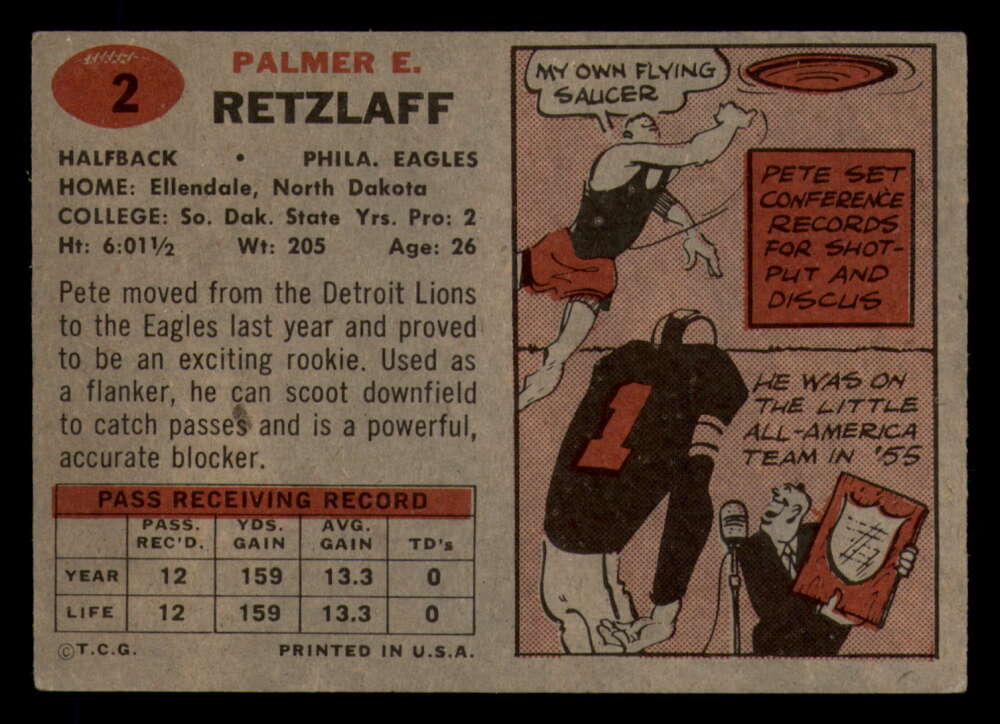 2
PALMER E.
RETZLAFF
HALFBACK • PHILA. EAGLES
HOME: Ellendale, North Dakota
COLLEGE: So. Dak. State Yrs. Pro: 2
Ht: 6:01½ Wt: 205 Age: 26
Pete moved from the Detroit Lions
to the Eagles last year and proved
to be an exciting rookie. Used as
a flanker, he can scoot downfield
to catch passes and is a powerful,
accurate blocker.
PASS RECEIVING RECORD
PASS. REC'D. YDS. GAIN AVG. GAIN TD's
YEAR 12 159 13.3 0
LIFE 12 159 13.3 0
©T.C.G. PRINTED IN U.S.A.
MY OWN FLYING
SAUCER
PETE SET
CONFERENCE
RECORDS
FOR SHOT-
PUT AND
DISCUS
HE WAS ON
THE LITTLE
ALL-AMERICA
TEAM IN '55
1